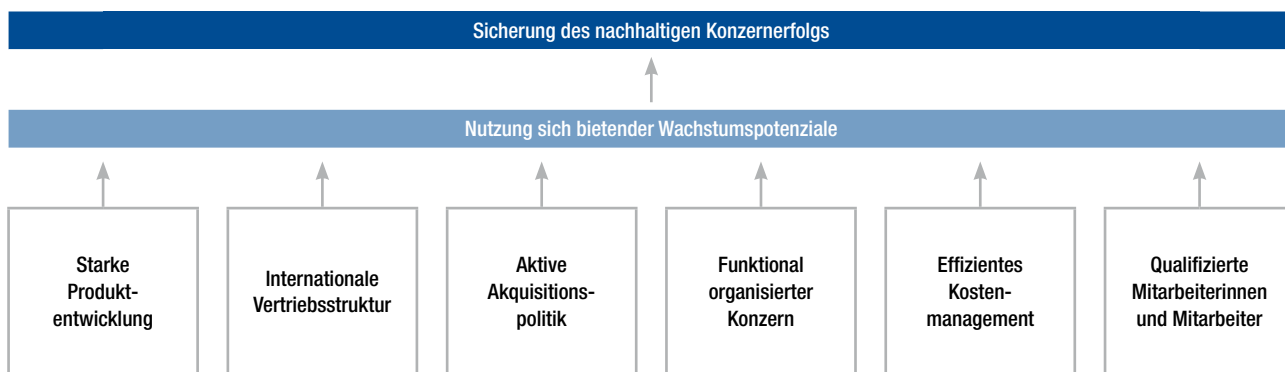 Sicherung des nachhaltigen Konzernerfolgs
Nutzung sich bietender Wachstumspotenziale
Starke
Produkt-
entwicklung
Internationale
Vertriebsstruktur
Aktive
Akquisitions-
politik
Funktional
organisierter
Konzern
Effizientes
Kosten-
management
Qualifizierte
Mitarbeiterinnen
und Mitarbeiter